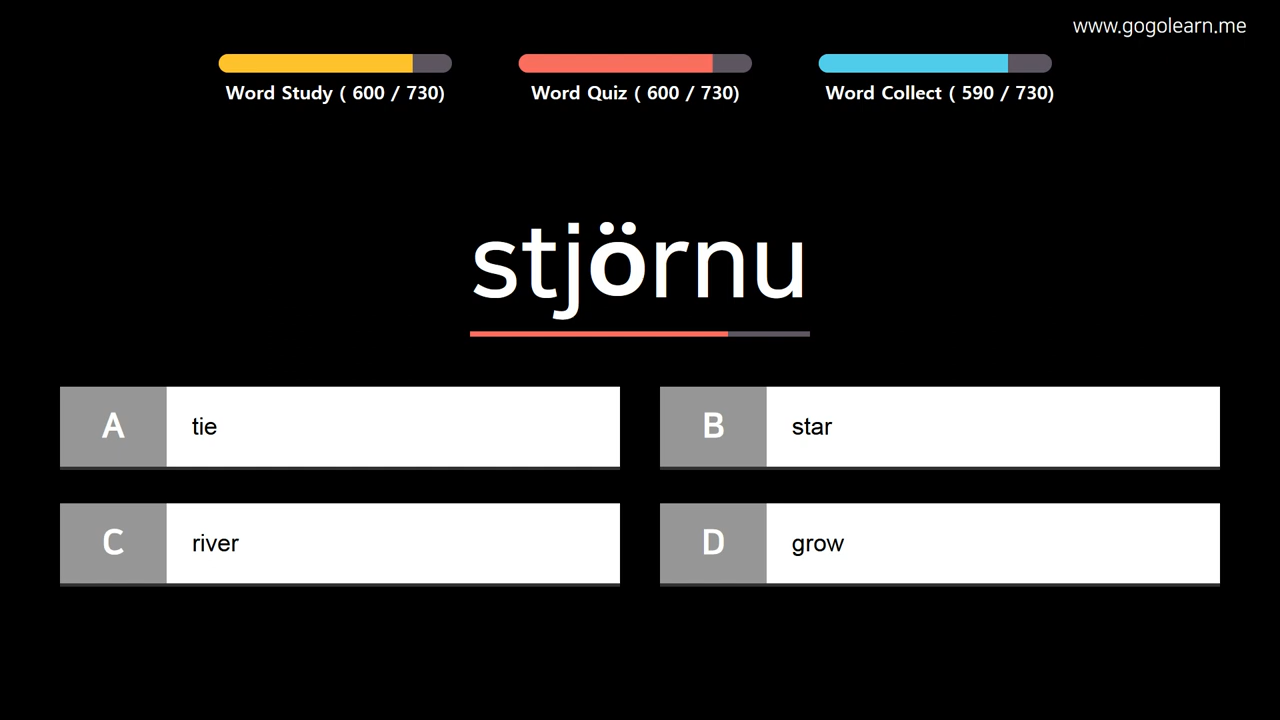 www.gogolearn.me
Word Study ( 600 / 730)
Word Quiz ( 600 / 730)
Word Collect ( 590 / 730)
stjörnu
A tie
B star
C river
D grow